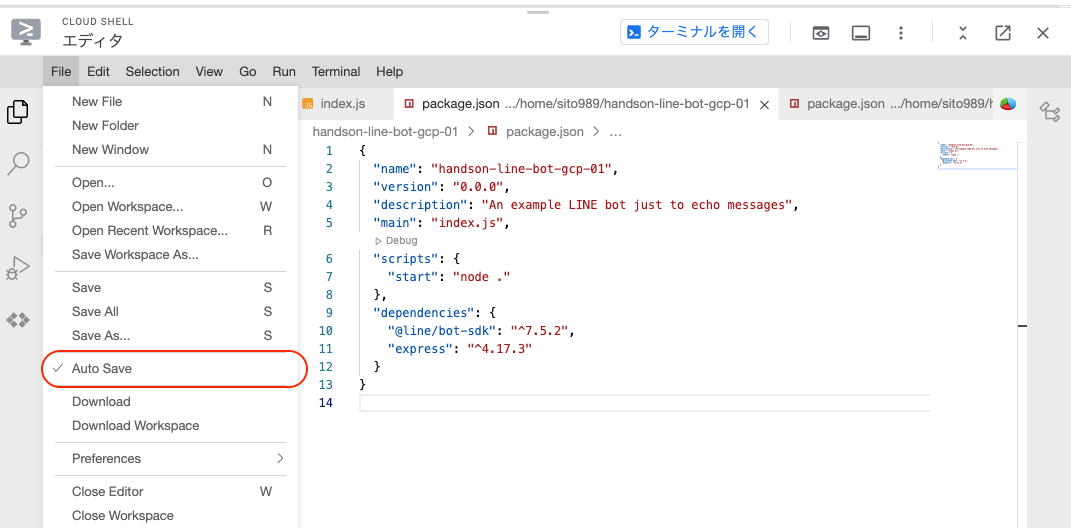 CLOUD SHELL
エディタ
ターミナルを開く
File Edit Selection View Go Run Terminal Help
New File N
New Folder
New Window N
Open... O
Open Workspace... W
Open Recent Workspace... R
Save Workspace As...
Save S
Save All S
Save As... S
Auto Save
Download
Download Workspace
Preferences
Close Editor W
Close Workspace
index.js
package.json .../home/sito989/handson-line-bot-gcp-01
package.json .../home/sito989/h
handson-line-bot-gcp-01 > package.json > ...
1 {
2 "name": "handson-line-bot-gcp-01",
3 "version": "0.0.0",
4 "description": "An example LINE bot just to echo messages",
5 "main": "index.js",
Debug
6 "scripts": {
7 "start": "node ."
8 },
9 "dependencies": {
10 "@line/bot-sdk": "^7.5.2",
11 "express": "^4.17.3"
12 }
13 }
14